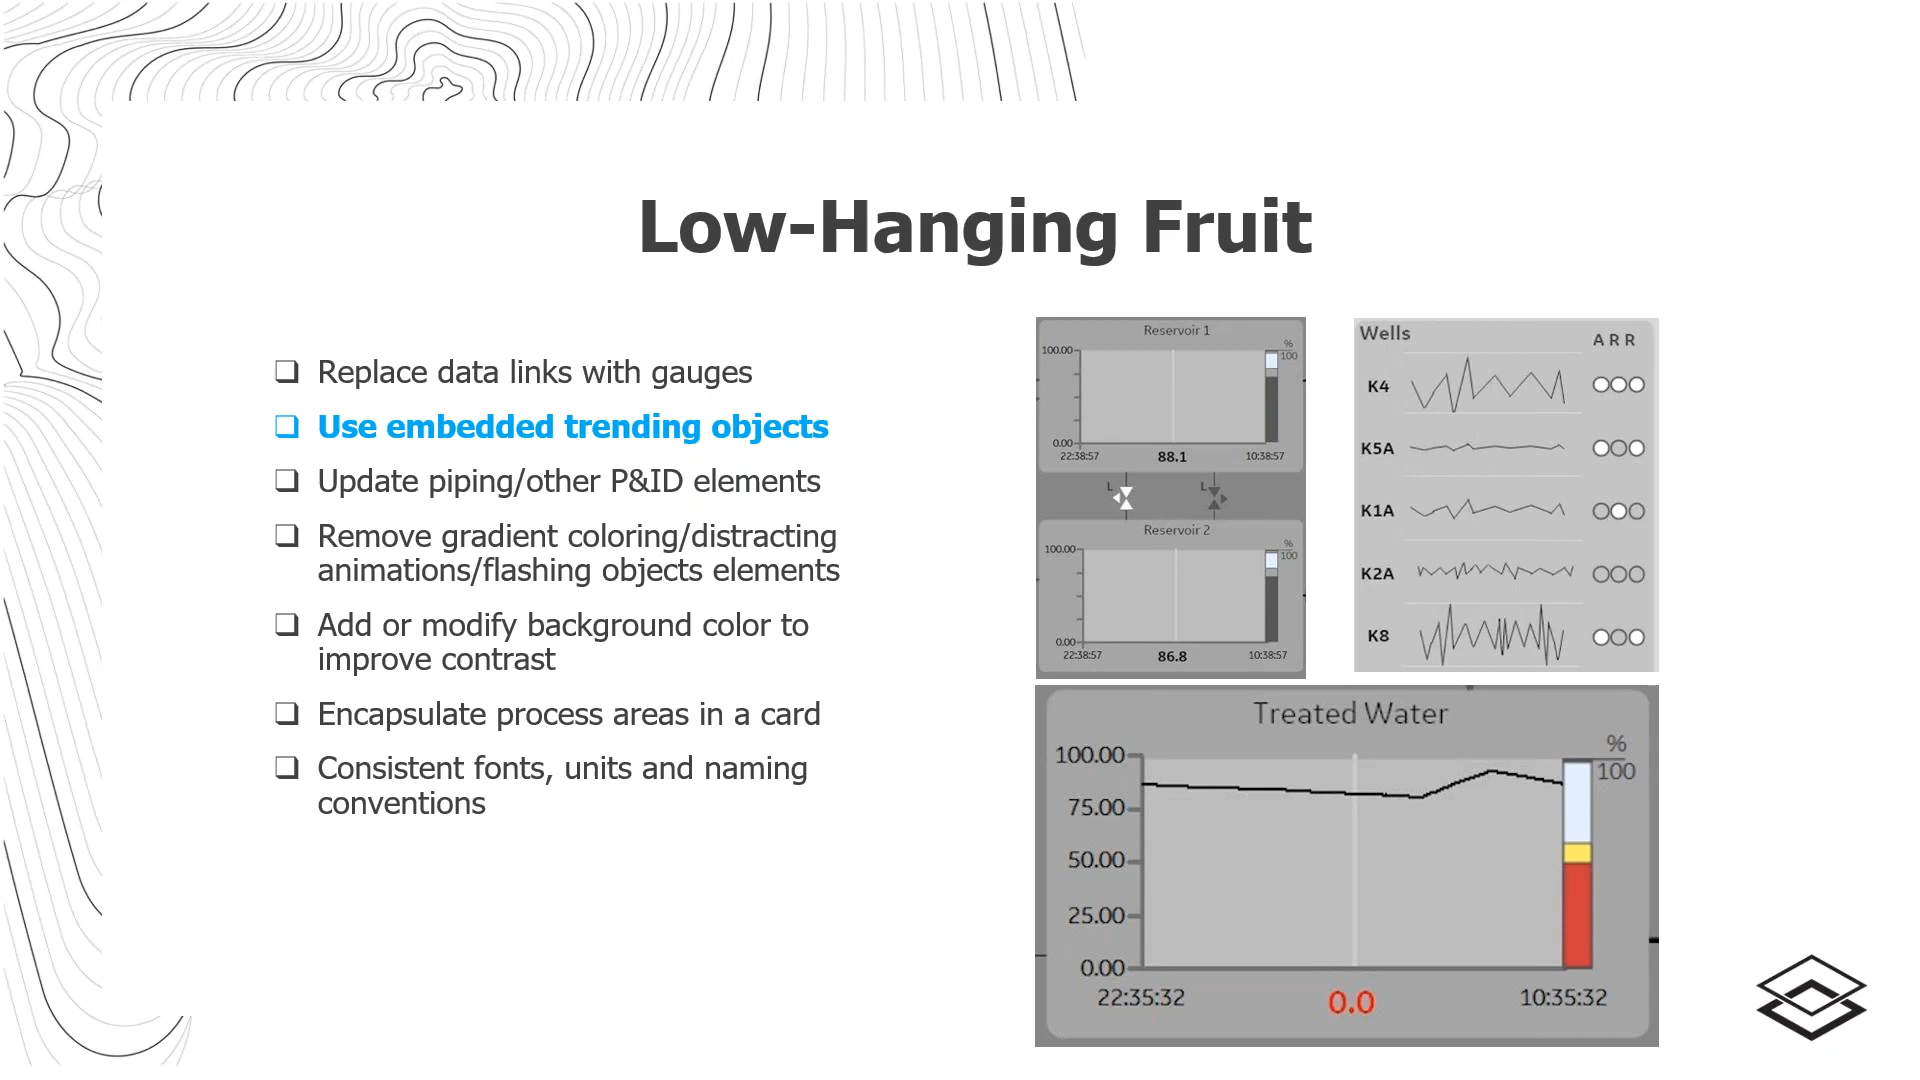 Low-Hanging Fruit
❑ Replace data links with gauges
❑ Use embedded trending objects
❑ Update piping/other P&ID elements
❑ Remove gradient coloring/distracting
animations/flashing objects elements
❑ Add or modify background color to
improve contrast
❑ Encapsulate process areas in a card
❑ Consistent fonts, units and naming
conventions
Reservoir 1
%
100.00
100
0.00
22:38:57 88.1 10:38:57
L L
Reservoir 2
%
100.00
100
0.00
22:38:57 86.8 10:38:57
Wells
A R R
K4
K5A
K1A
K2A
K8
Treated Water
%
100.00
100
75.00
50.00
25.00
0.00
22:35:32 0.0 10:35:32